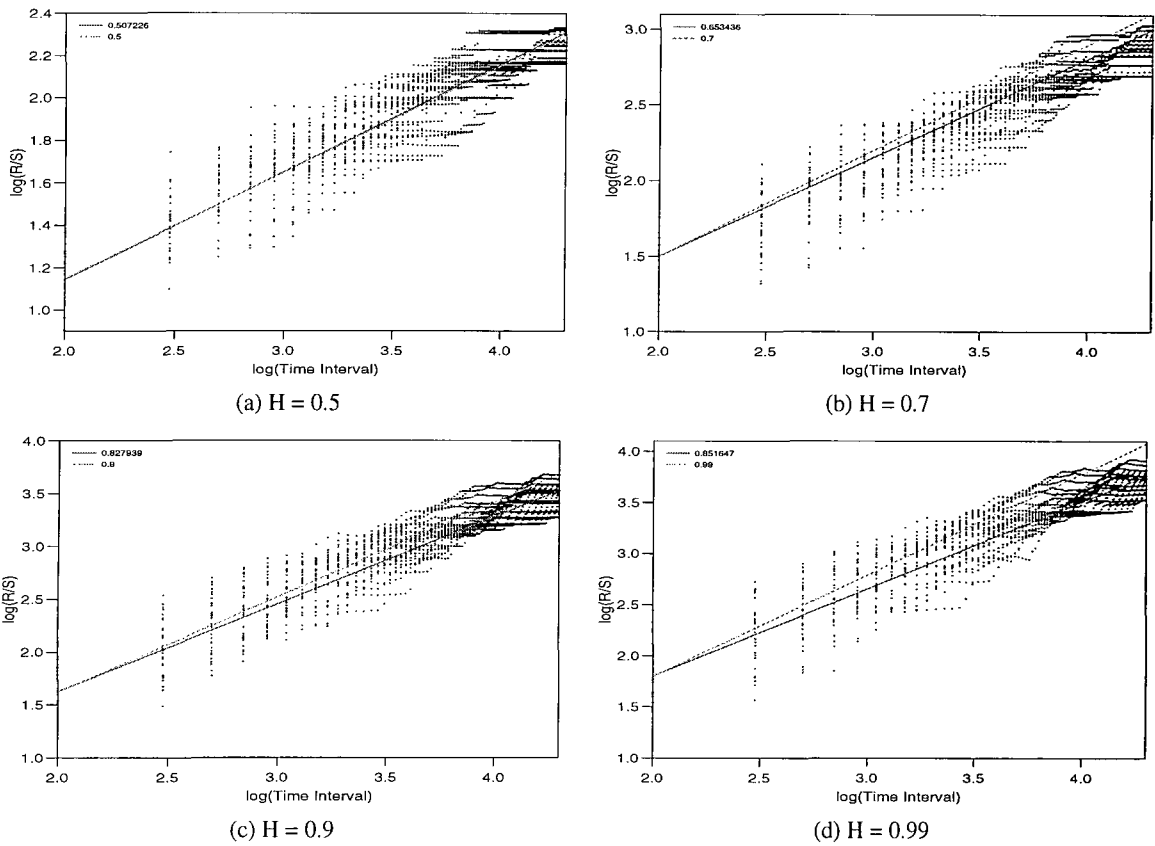 2.4
2.2
2.0
1.8
1.6
1.4
1.2
1.0
log(R/S)
0.507226
0.5
2.0 2.5 3.0 3.5 4.0
log(Time Interval)
(a) H = 0.5
3.0
2.5
2.0
1.5
1.0
log(R/S)
0.653436
0.7
2.0 2.5 3.0 3.5 4.0
log(Time Interval)
(b) H = 0.7
4.0
3.5
3.0
2.5
2.0
1.5
1.0
log(R/S)
0.827939
0.9
2.0 2.5 3.0 3.5 4.0
log(Time Interval)
(c) H = 0.9
4.0
3.5
3.0
2.5
2.0
1.5
1.0
log(R/S)
0.851647
0.99
2.0 2.5 3.0 3.5 4.0
log(Time Interval)
(d) H = 0.99